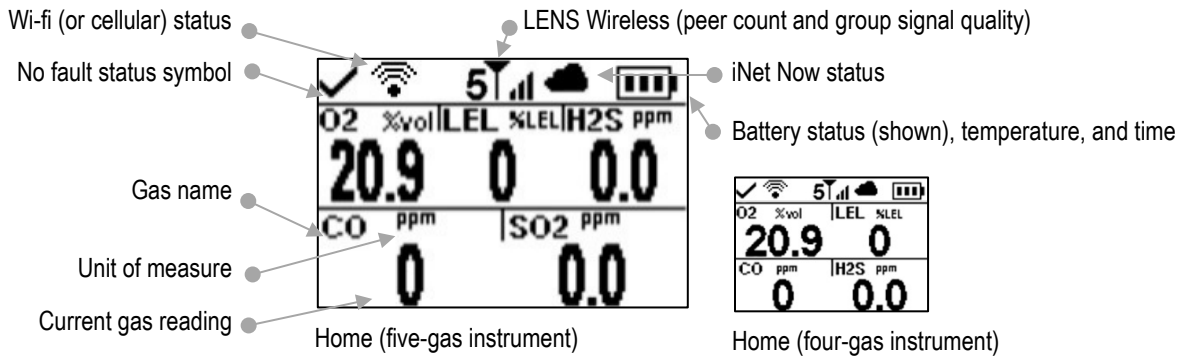 Wi-fi (or cellular) status
LENS Wireless (peer count and group signal quality)
No fault status symbol
iNet Now status
Battery status (shown), temperature, and time
5
O2 %vol LEL %LEL H2S ppm
20.9 0 0.0
CO ppm SO2 ppm
0 0.0
Gas name
Unit of measure
Current gas reading
Home (five-gas instrument)
5
O2 %vol LEL %LEL
20.9 0
CO ppm H2S ppm
0 0.0
Home (four-gas instrument)